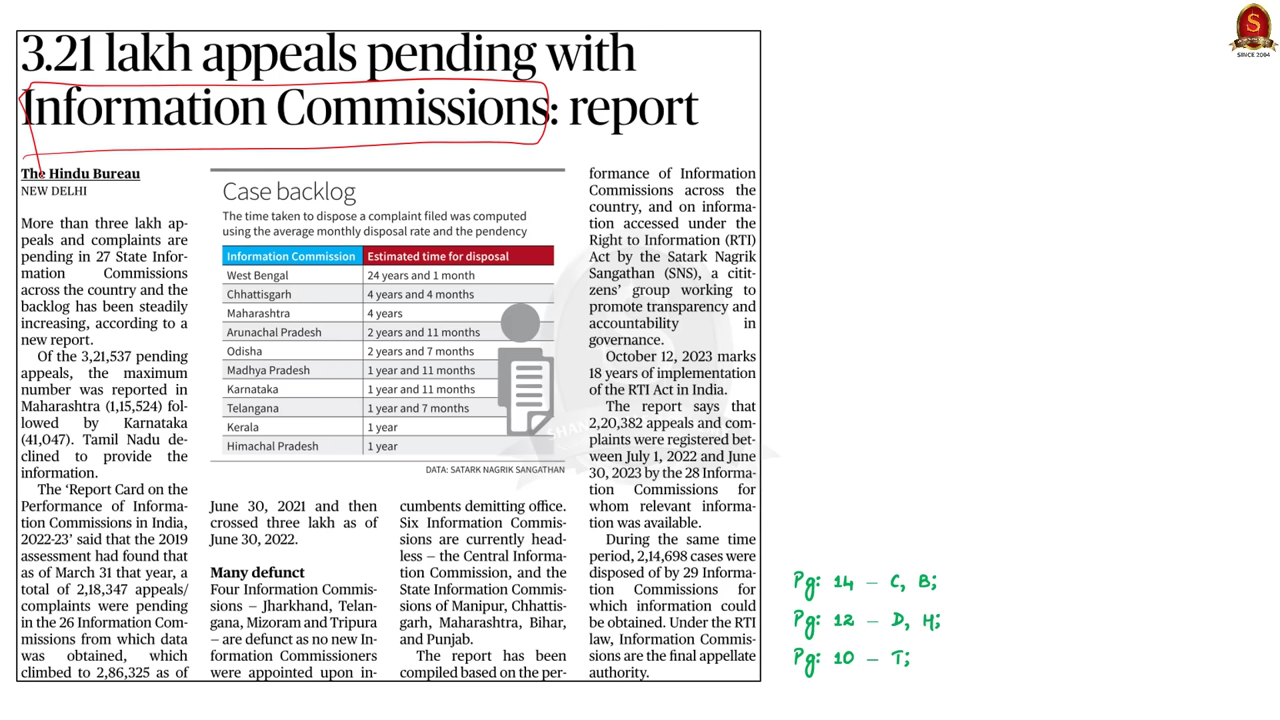 3.21 lakh appeals pending with
Information Commissions: report
The Hindu Bureau
NEW DELHI
More than three lakh ap-
peals and complaints are
pending in 27 State Infor-
mation Commissions
across the country and the
backlog has been steadily
increasing, according to a
new report.
Of the 3,21,537 pending
appeals, the maximum
number was reported in
Maharashtra (1,15,524) fol-
lowed by Karnataka
(41,047). Tamil Nadu de-
clined to provide the
information.
The ‘Report Card on the
Performance of Informa-
tion Commissions in India,
2022-23’ said that the 2019
assessment had found that
as of March 31 that year, a
total of 2,18,347 appeals/
complaints were pending
in the 26 Information Com-
missions from which data
was obtained, which
climbed to 2,86,325 as of
Case backlog
The time taken to dispose a complaint filed was computed
using the average monthly disposal rate and the pendency
Information Commission Estimated time for disposal
West Bengal 24 years and 1 month
Chhattisgarh 4 years and 4 months
Maharashtra 4 years
Arunachal Pradesh 2 years and 11 months
Odisha 2 years and 7 months
Madhya Pradesh 1 year and 11 months
Karnataka 1 year and 11 months
Telangana 1 year and 7 months
Kerala 1 year
Himachal Pradesh 1 year
DATA: SATARK NAGRIK SANGATHAN
June 30, 2021 and then
crossed three lakh as of
June 30, 2022.
Many defunct
Four Information Commis-
sions – Jharkhand, Telan-
gana, Mizoram and Tripura
– are defunct as no new In-
formation Commissioners
were appointed upon in-
cumbents demitting office.
Six Information Commis-
sions are currently head-
less – the Central Informa-
tion Commission, and the
State Information Commis-
sions of Manipur, Chhattis-
garh, Maharashtra, Bihar,
and Punjab.
The report has been
compiled based on the per-
formance of Information
Commissions across the
country, and on informa-
tion accessed under the
Right to Information (RTI)
Act by the Satark Nagrik
Sangathan (SNS), a citi-
zens’ group working to
promote transparency and
accountability in
governance.
October 12, 2023 marks
18 years of implementation
of the RTI Act in India.
The report says that
2,20,382 appeals and com-
plaints were registered bet-
ween July 1, 2022 and June
30, 2023 by the 28 Informa-
tion Commissions for
whom relevant informa-
tion was available.
During the same time
period, 2,14,698 cases were
disposed of by 29 Informa-
tion Commissions for
which information could
be obtained. Under the RTI
law, Information Commis-
sions are the final appellate
authority.
S
SINCE 2004
Pg: 14 – C, B;
Pg: 12 – D, H;
Pg: 10 – T;